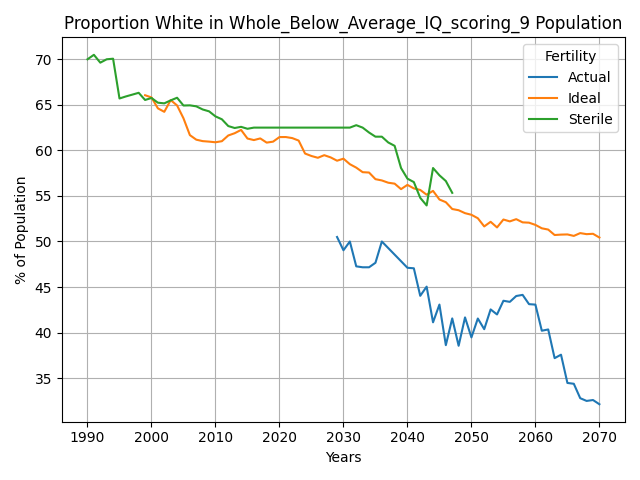 Proportion White in Whole_Below_Average_IQ_scoring_9 Population
Fertility
Actual
Ideal
Sterile
% of Population
70
65
60
55
50
45
40
35
1990 2000 2010 2020 2030 2040 2050 2060 2070
Years